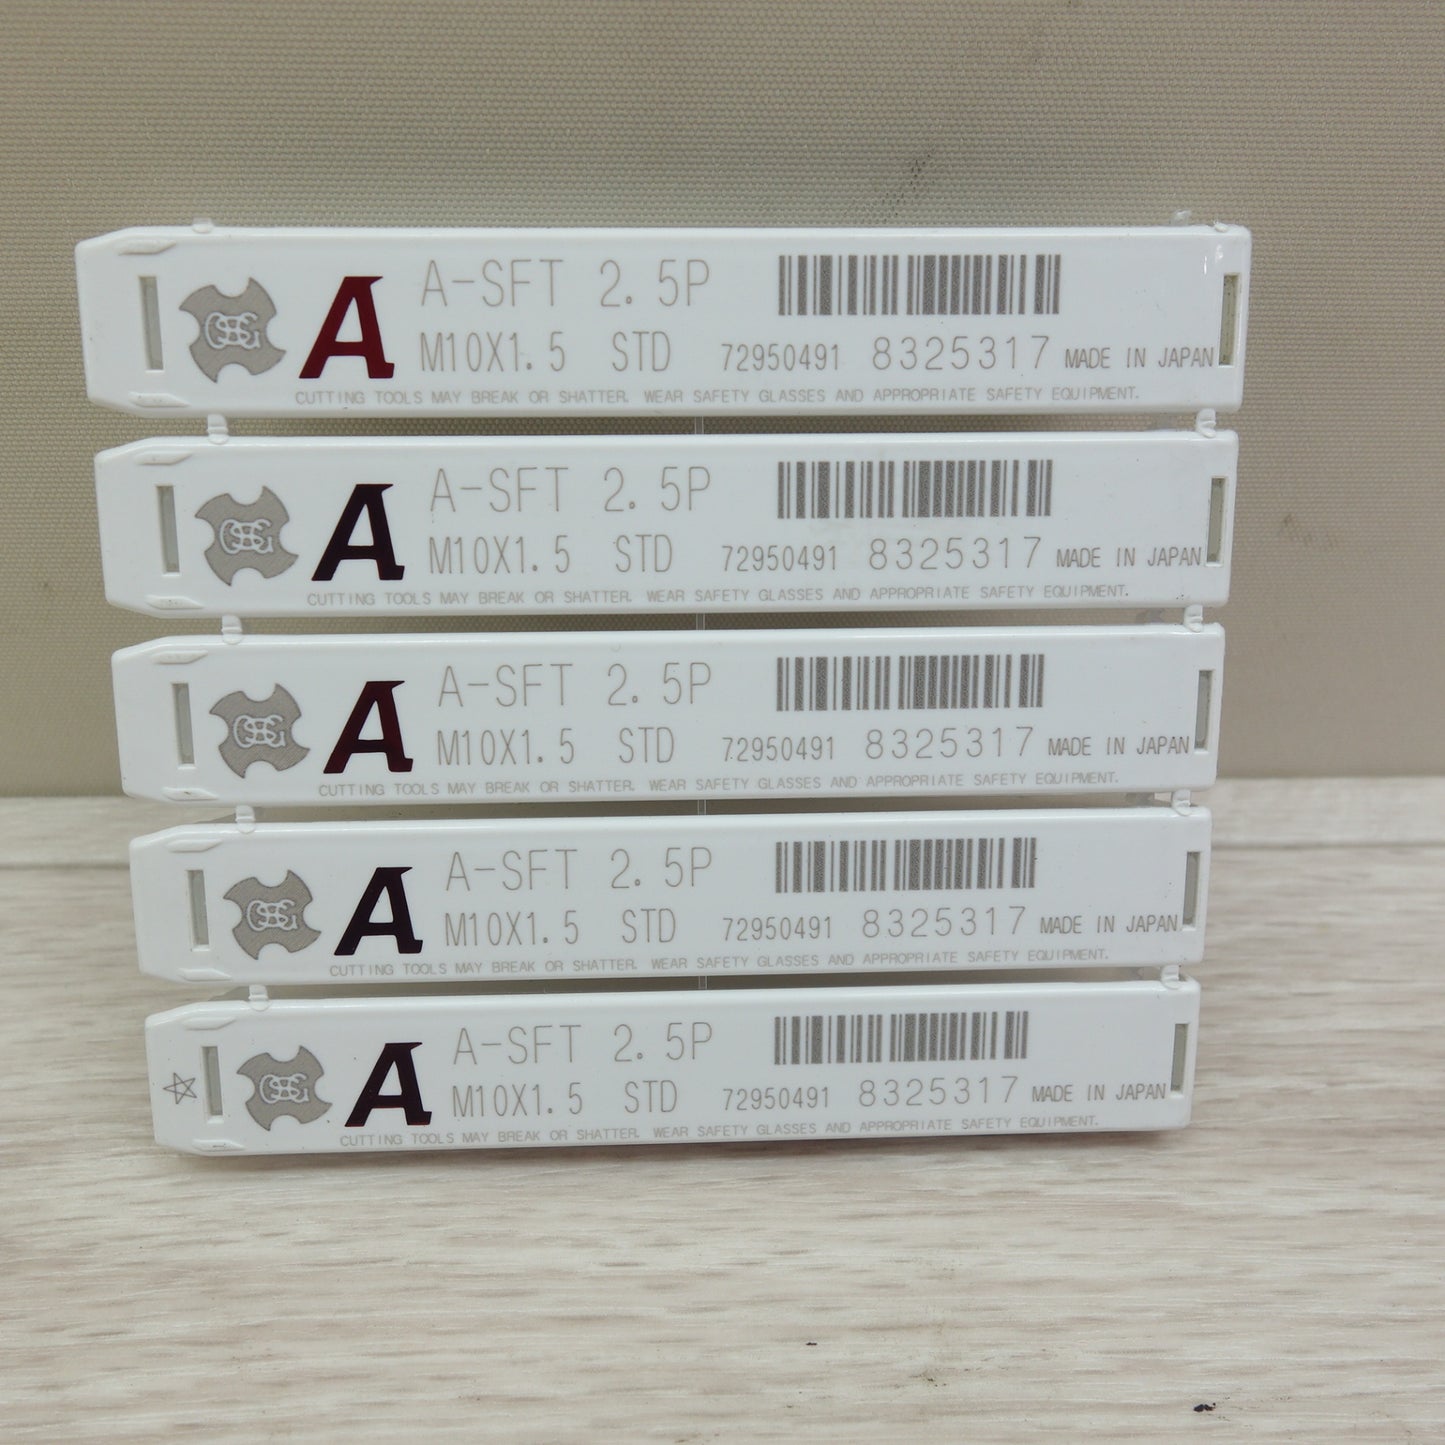 A A-SFT 2.5P
M10X1.5 STD 72950491 8325317 MADE IN JAPAN
CUTTING TOOLS MAY BREAK OR SHATTER. WEAR SAFETY GLASSES AND APPROPRIATE SAFETY EQUIPMENT.
A A-SFT 2.5P
M10X1.5 STD 72950491 8325317 MADE IN JAPAN
CUTTING TOOLS MAY BREAK OR SHATTER. WEAR SAFETY GLASSES AND APPROPRIATE SAFETY EQUIPMENT.
A A-SFT 2.5P
M10X1.5 STD 72950491 8325317 MADE IN JAPAN
CUTTING TOOLS MAY BREAK OR SHATTER. WEAR SAFETY GLASSES AND APPROPRIATE SAFETY EQUIPMENT.
A A-SFT 2.5P
M10X1.5 STD 72950491 8325317 MADE IN JAPAN
CUTTING TOOLS MAY BREAK OR SHATTER. WEAR SAFETY GLASSES AND APPROPRIATE SAFETY EQUIPMENT.
A A-SFT 2.5P
M10X1.5 STD 72950491 8325317 MADE IN JAPAN
CUTTING TOOLS MAY BREAK OR SHATTER. WEAR SAFETY GLASSES AND APPROPRIATE SAFETY EQUIPMENT.